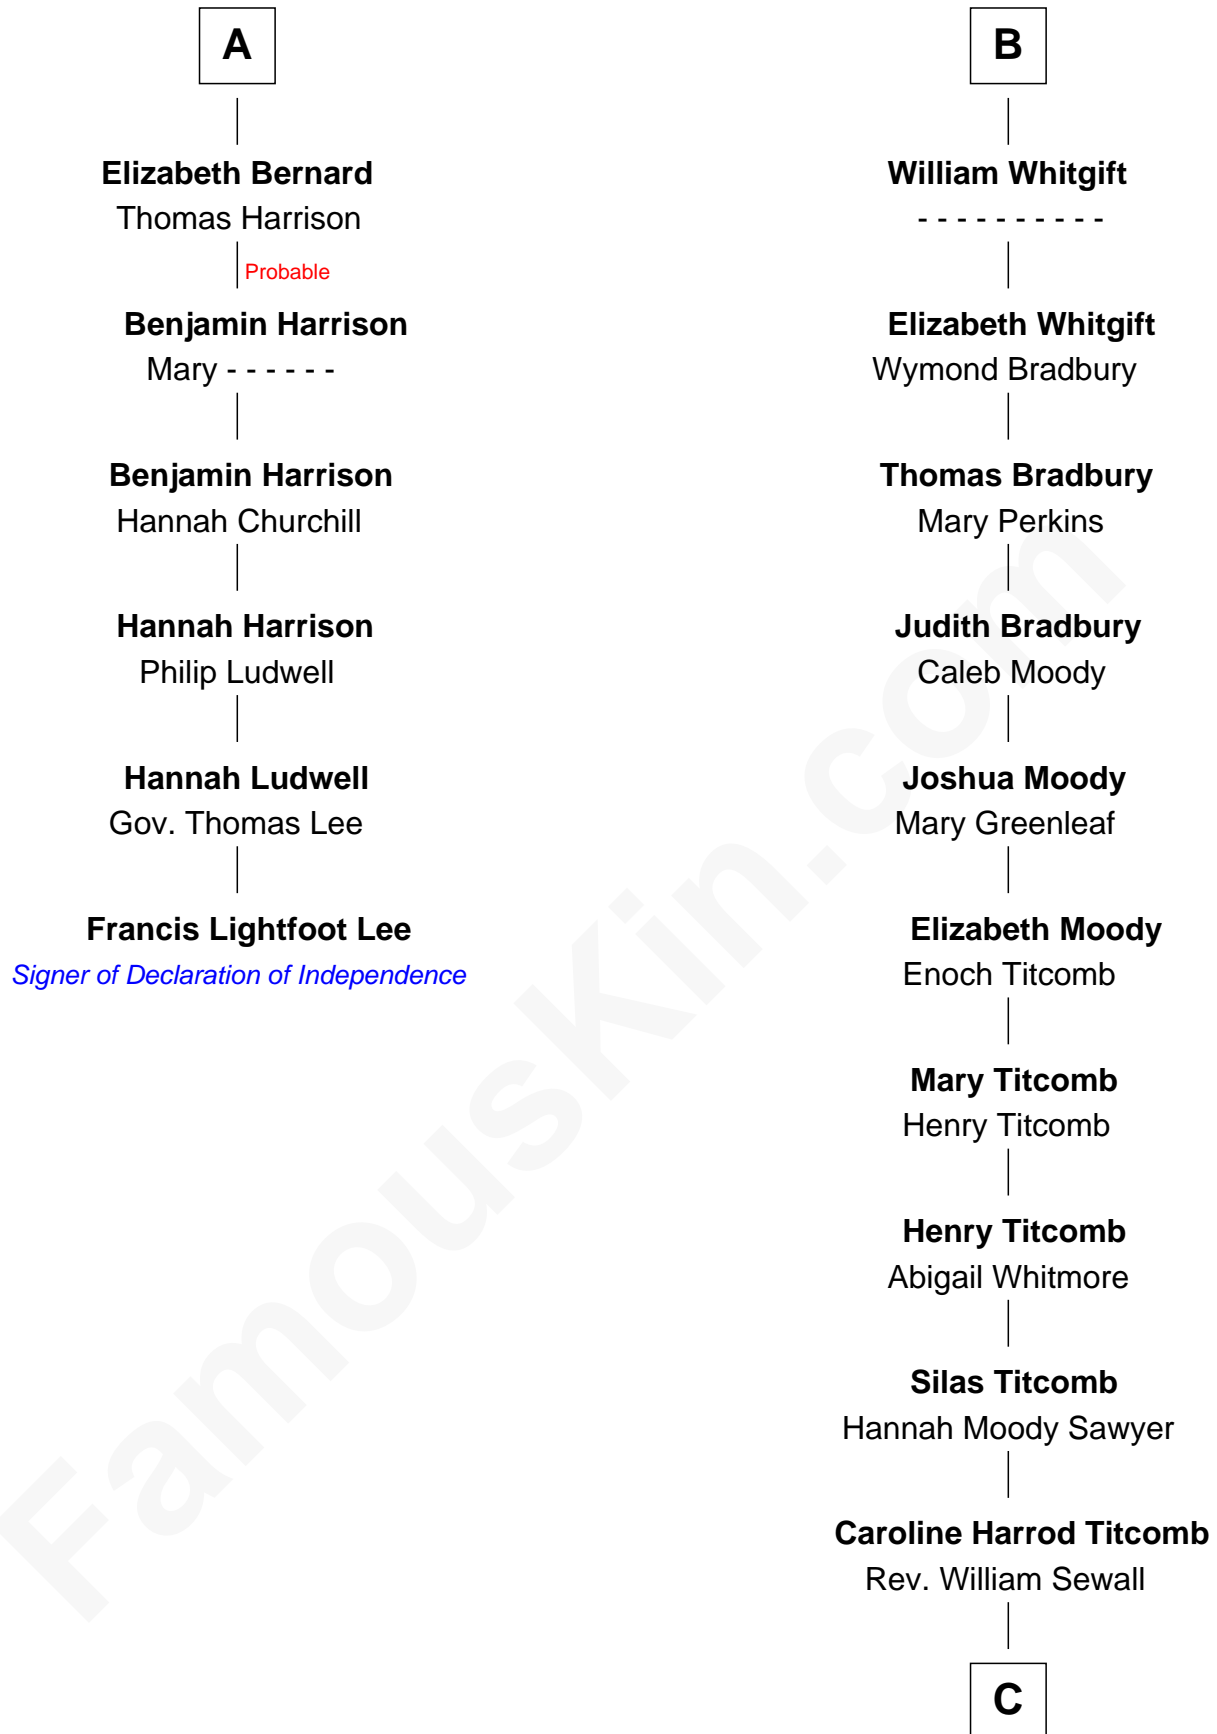 A
Elizabeth Bernard
Thomas Harrison
Probable
Benjamin Harrison
Mary - - - - - -
Benjamin Harrison
Hannah Churchill
Hannah Harrison
Philip Ludwell
Hannah Ludwell
Gov. Thomas Lee
Francis Lightfoot Lee
Signer of Declaration of Independence
B
William Whitgift
- - - - - - - - - -
Elizabeth Whitgift
Wymond Bradbury
Thomas Bradbury
Mary Perkins
Judith Bradbury
Caleb Moody
Joshua Moody
Mary Greenleaf
Elizabeth Moody
Enoch Titcomb
Mary Titcomb
Henry Titcomb
Henry Titcomb
Abigail Whitmore
Silas Titcomb
Hannah Moody Sawyer
Caroline Harrod Titcomb
Rev. William Sewall
C
FamousKin.com